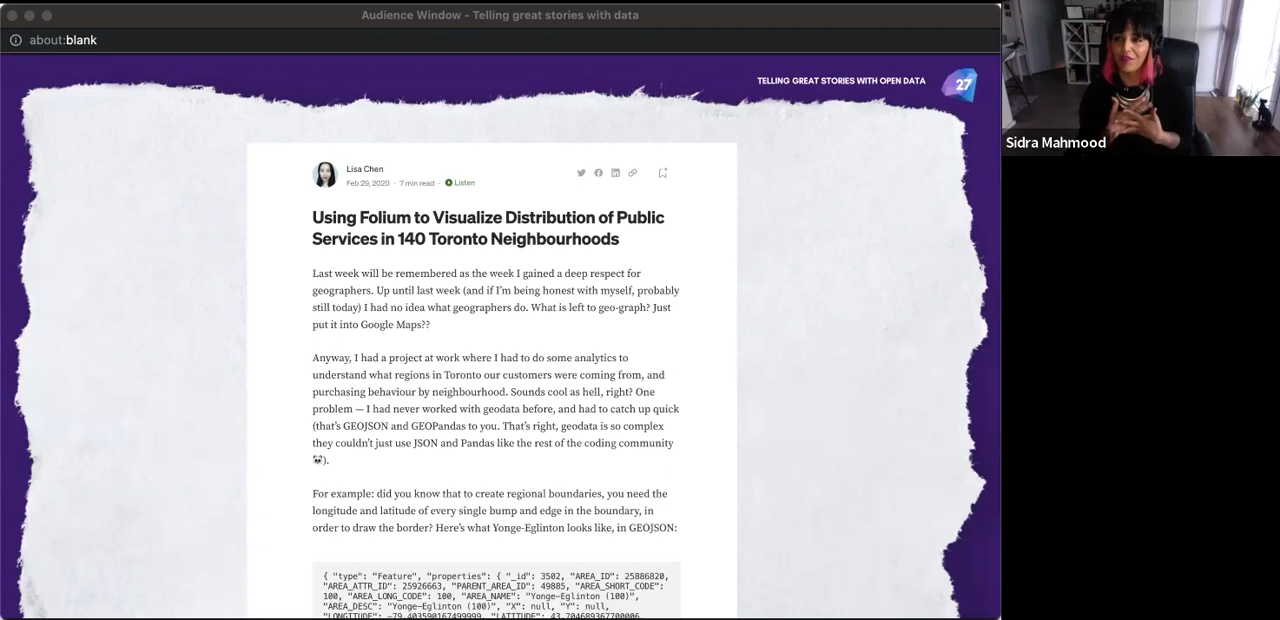 Audience Window - Telling great stories with data
about:blank
TELLING GREAT STORIES WITH OPEN DATA
27
Sidra Mahmood
Lisa Chen
Feb 29, 2020 · 7 min read · Listen
Using Folium to Visualize Distribution of Public
Services in 140 Toronto Neighbourhoods
Last week will be remembered as the week I gained a deep respect for
geographers. Up until last week (and if I'm being honest with myself, probably
still today) I had no idea what geographers do. What is left to geo-graph? Just
put it into Google Maps??
Anyway, I had a project at work where I had to do some analytics to
understand what regions in Toronto our customers were coming from, and
purchasing behaviour by neighbourhood. Sounds cool as hell, right? One
problem — I had never worked with geodata before, and had to catch up quick
(that's GEOJSON and GEOPandas to you. That's right, geodata is so complex
they couldn't just use JSON and Pandas like the rest of the coding community
🐼).
For example: did you know that to create regional boundaries, you need the
longitude and latitude of every single bump and edge in the boundary, in
order to draw the border? Here's what Yonge-Eglinton looks like, in GEOJSON:
{ "type": "Feature", "properties": { "_id": 3502, "AREA_ID": 25886820,
"AREA_ATTR_ID": 25926663, "PARENT_AREA_ID": 49885, "AREA_SHORT_CODE":
100, "AREA_LONG_CODE": 100, "AREA_NAME": "Yonge-Eglinton (100)",
"AREA_DESC": "Yonge-Eglinton (100)", "X": null, "Y": null,
"LONGITUDE": -79.403590167499999, "LATITUDE": 43.704689367700006,